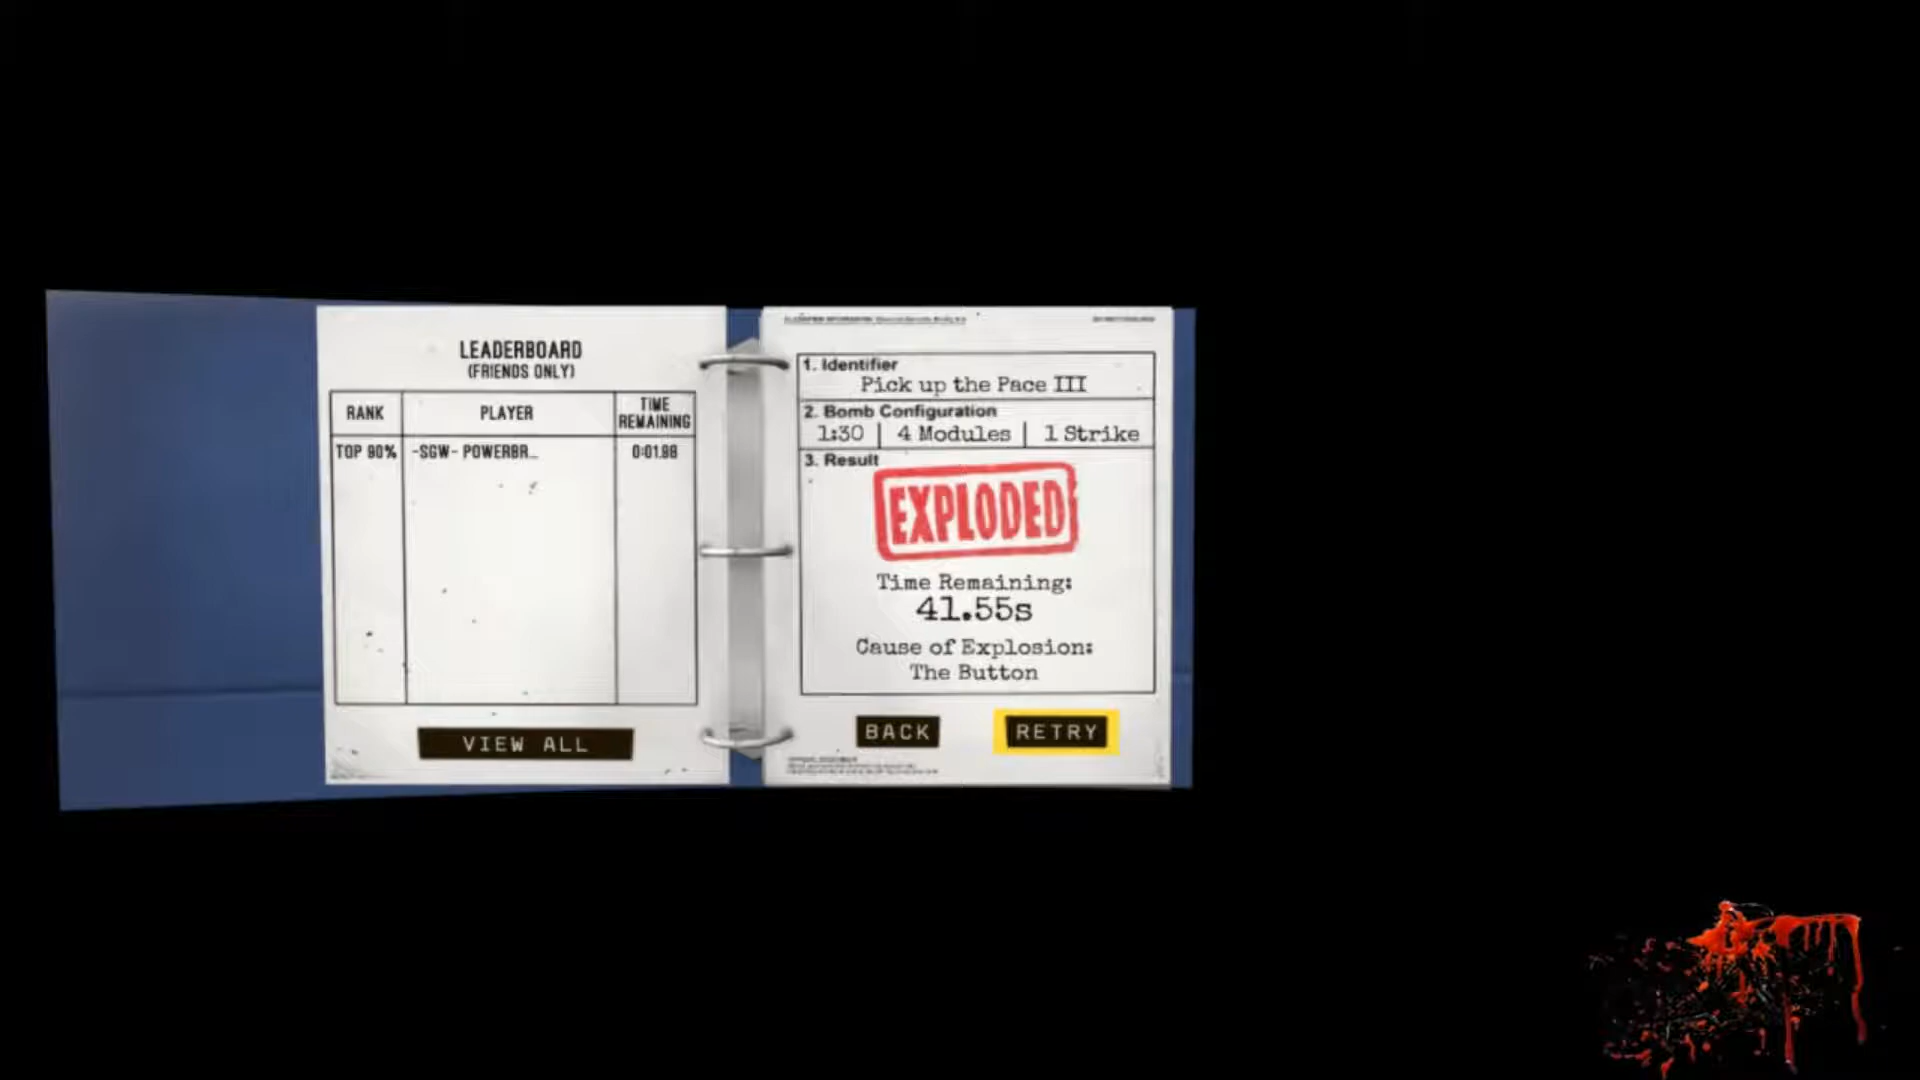 LEADERBOARD
(FRIENDS ONLY)
RANK PLAYER TIME REMAINING
TOP 90% -SGW- POWERBR... 0:01.98
VIEW ALL
1. Identifier
Pick up the Pace III
2. Bomb Configuration
1:30 | 4 Modules | 1 Strike
3. Result
EXPLODED
Time Remaining:
41.55s
Cause of Explosion:
The Button
BACK RETRY